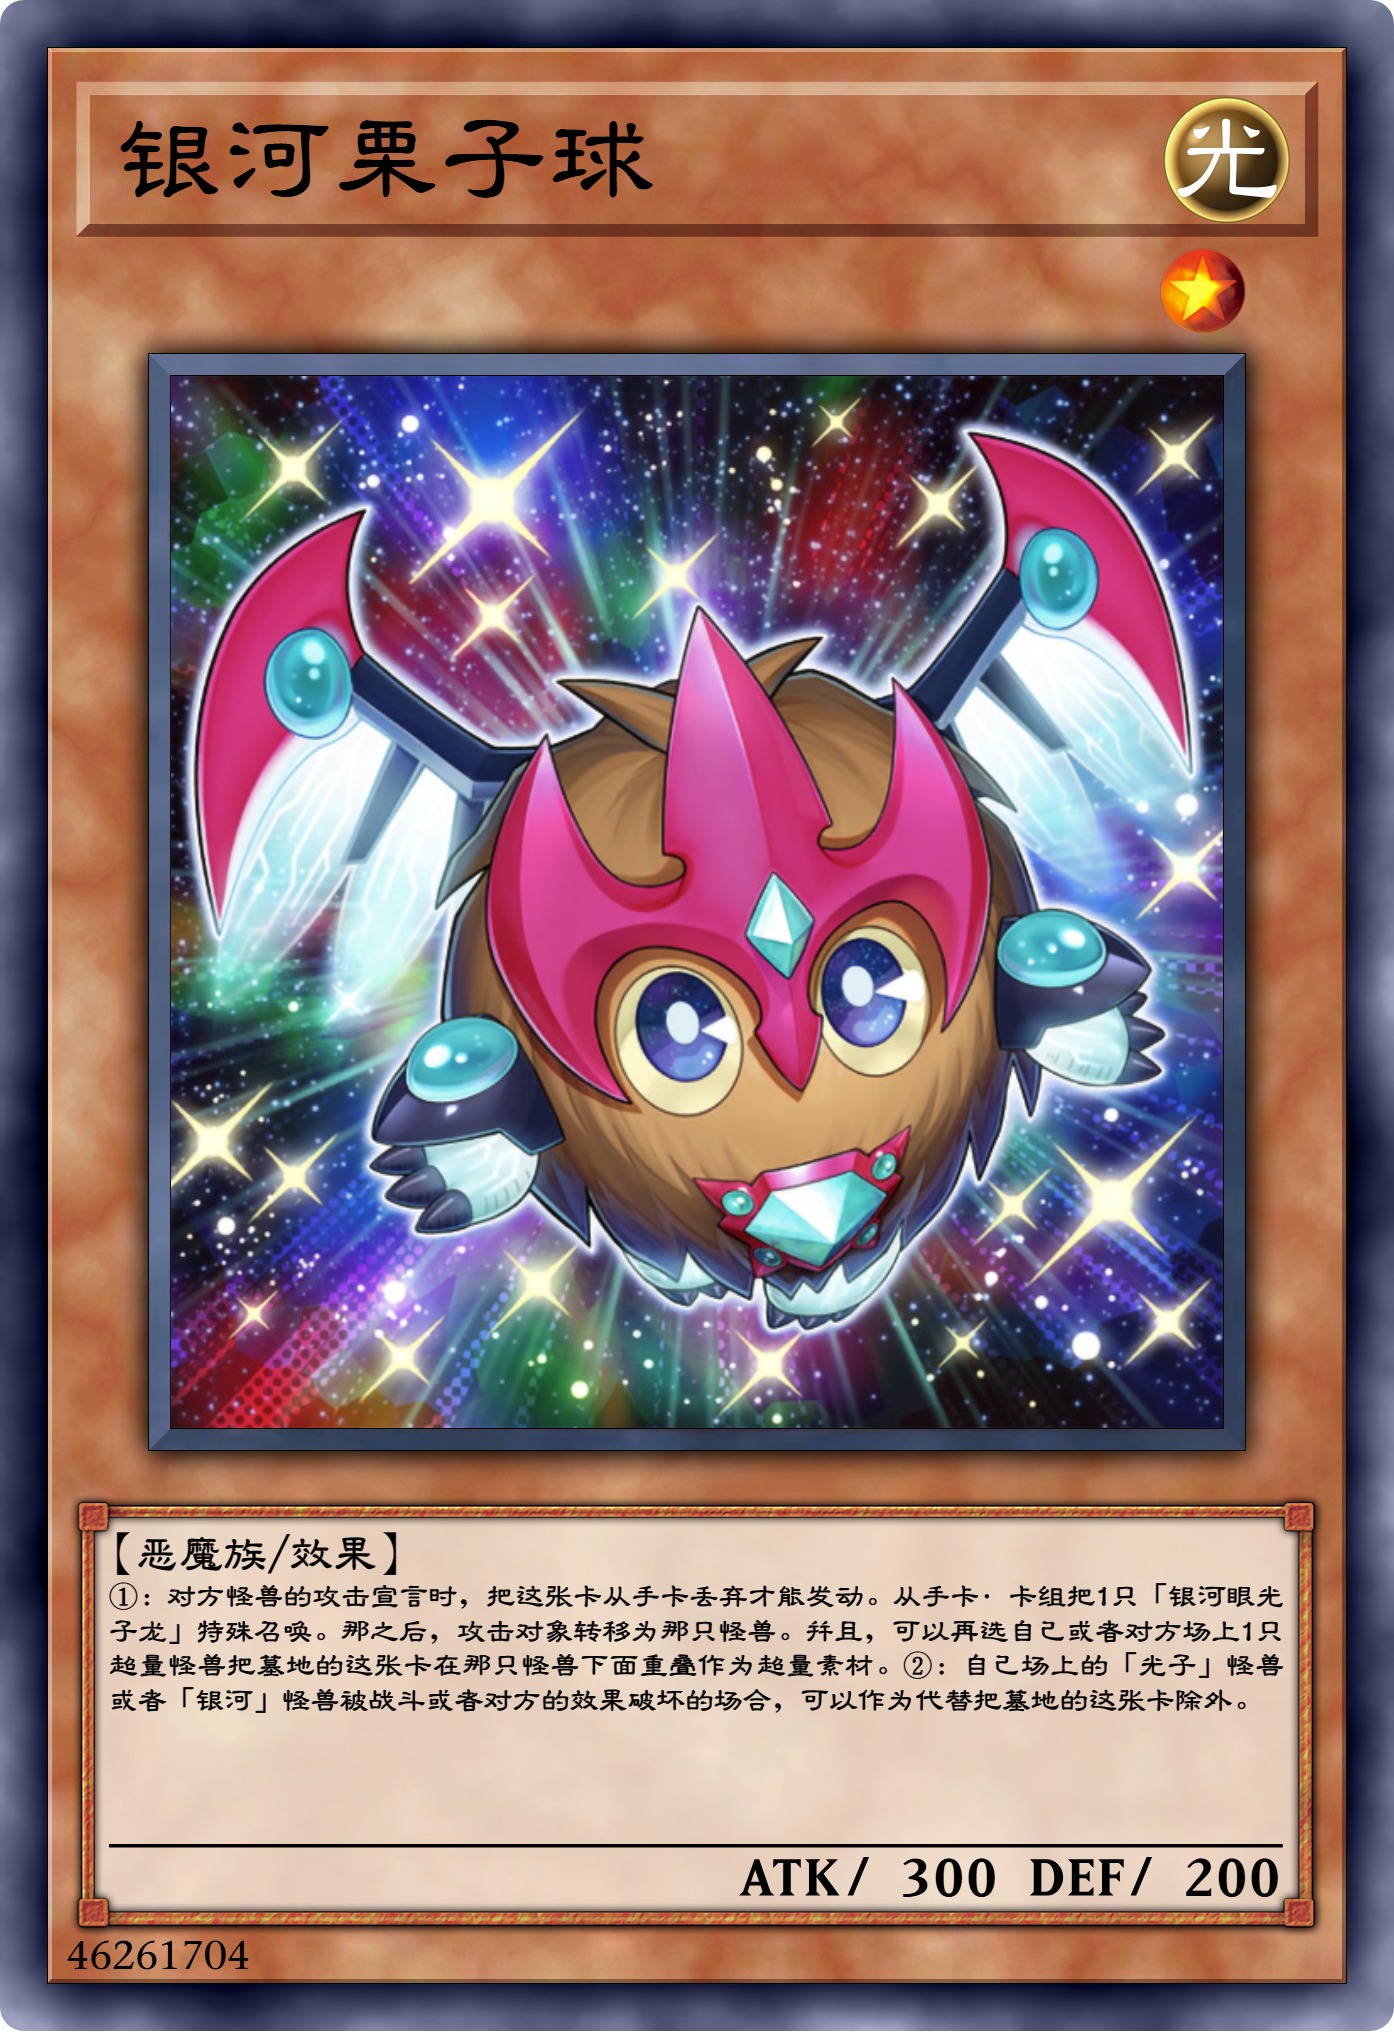 银河栗子球
光
【恶魔族/效果】
①：对方怪兽的攻击宣言时，把这张卡从手卡丢弃才能发动。从手卡·卡组把1只「银河眼光
子龙」特殊召唤。那之后，攻击对象转移为那只怪兽。并且，可以再选自己或者对方场上1只
超量怪兽把墓地的这张卡在那只怪兽下面重叠作为超量素材。②：自己场上的「光子」怪兽
或者「银河」怪兽被战斗或者对方的效果破坏的场合，可以作为代替把墓地的这张卡除外。
ATK/ 300 DEF/ 200
46261704